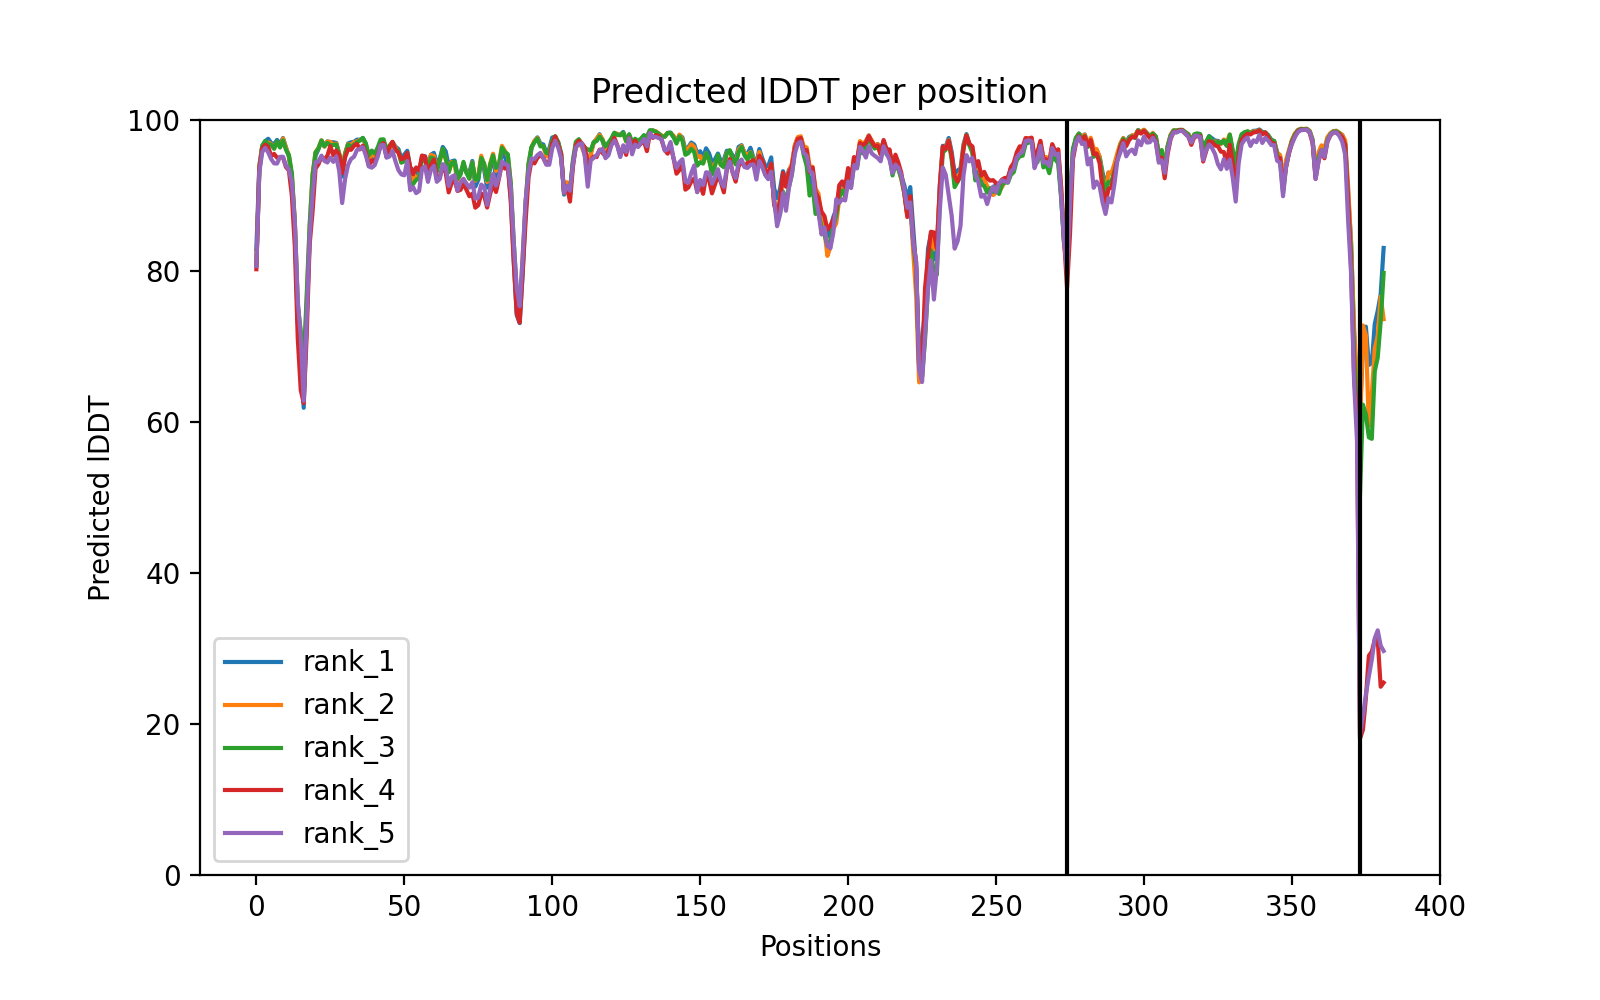 Predicted lDDT per position
100
80
60
40
20
0
Predicted lDDT
rank_1
rank_2
rank_3
rank_4
rank_5
0 50 100 150 200 250 300 350 400
Positions